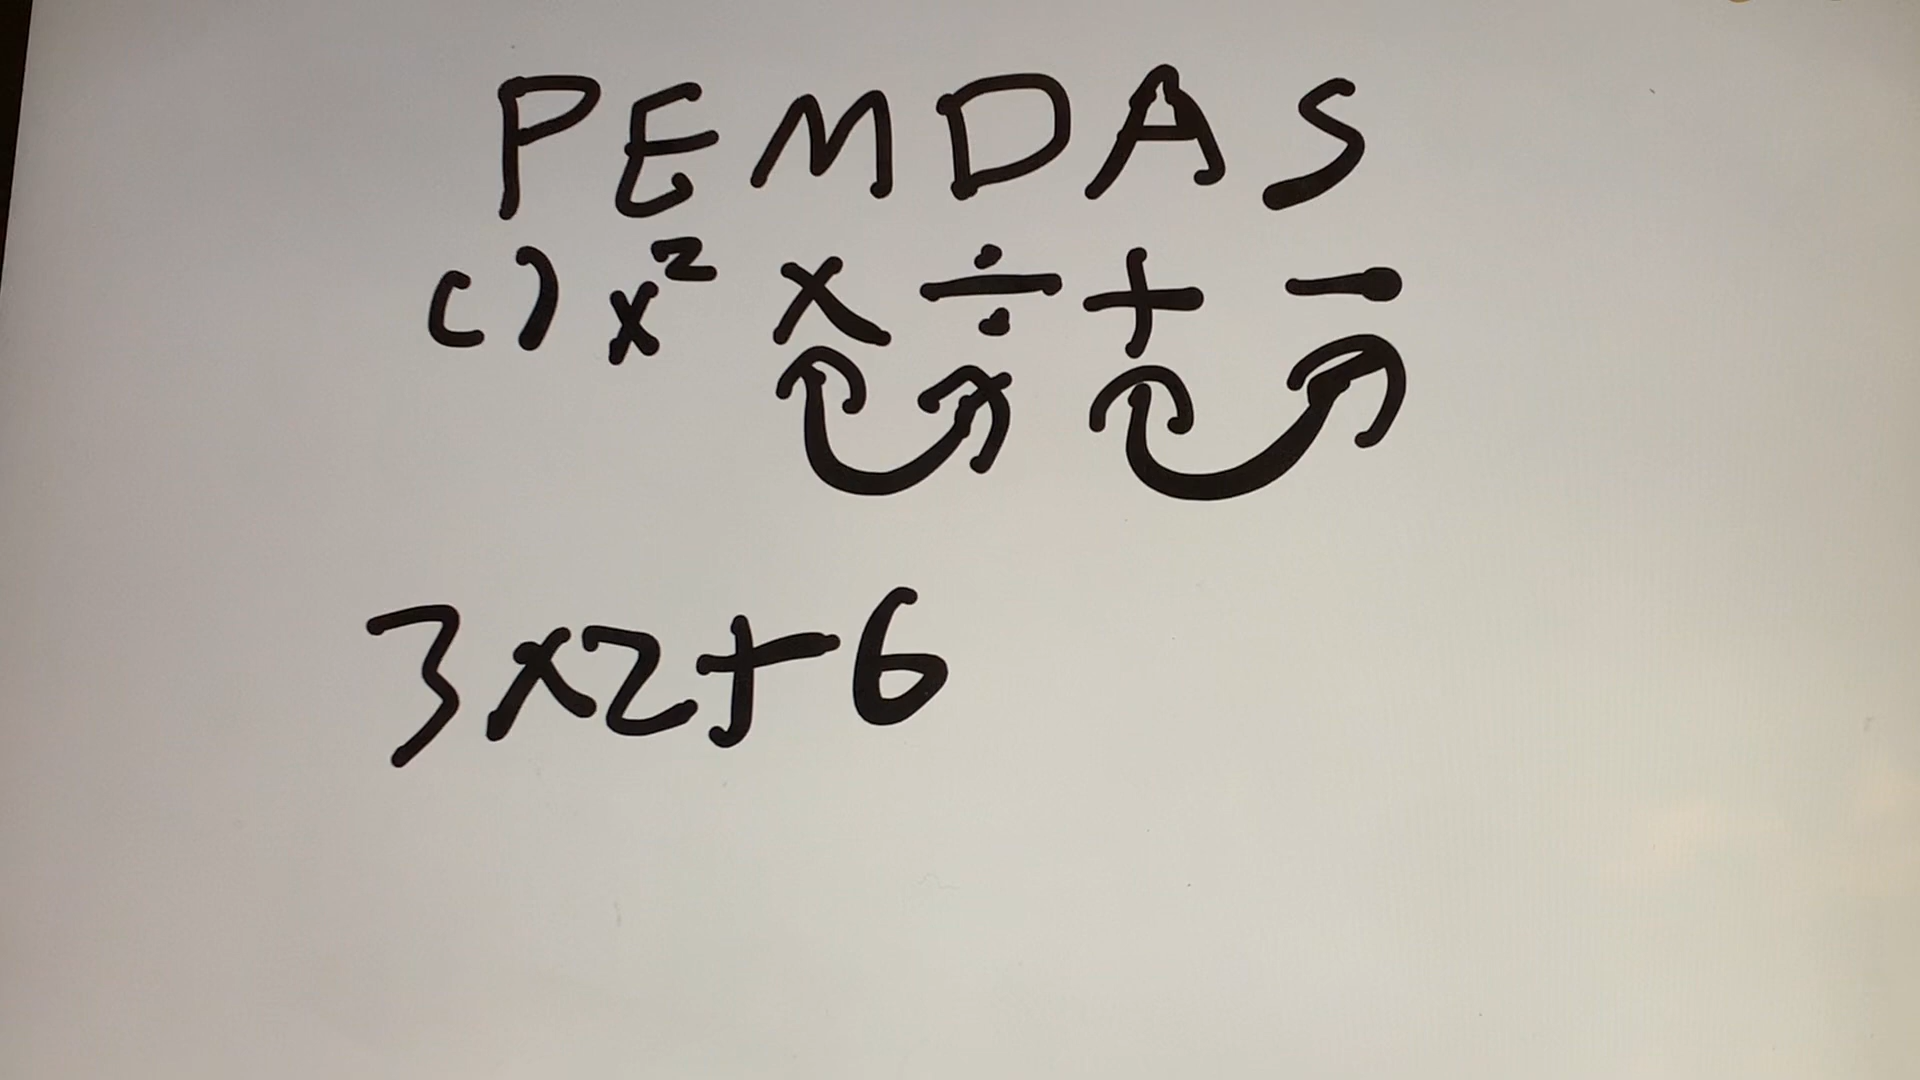 PEMDAS
() x² × ÷ + −
3×2+6